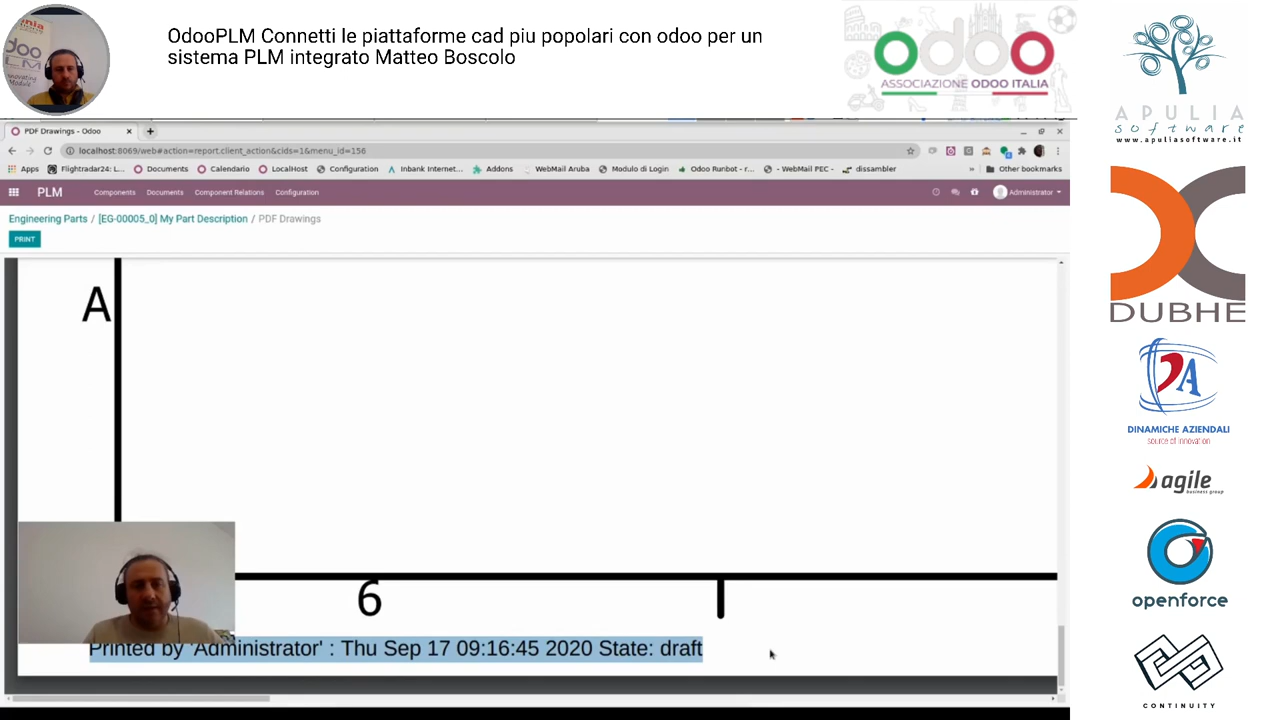 OdooPLM Connetti le piattaforme cad piu popolari con odoo per un
sistema PLM integrato Matteo Boscolo
odoo
ASSOCIAZIONE ODOO ITALIA
APULIA
software
www.apuliasoftware.it
PDF Drawings - Odoo
localhost:8069/web#action=report.client_action&cids=1&menu_id=156
Apps
Flightradar24: L...
Documents
Calendario
LocalHost
Configuration
Inbank Internet...
Addons
WebMail Aruba
Modulo di Login
Odoo Runbot - r...
- WebMail PEC -
dissambler
»
Other bookmarks
PLM
Components
Documents
Component Relations
Configuration
Administrator
Engineering Parts / [EG-00005_0] My Part Description / PDF Drawings
PRINT
A
6
Printed by 'Administrator' : Thu Sep 17 09:16:45 2020 State: draft
DUBHE
DA
DINAMICHE AZIENDALI
source of innovation
agile
business group
openforce
CONTINUITY